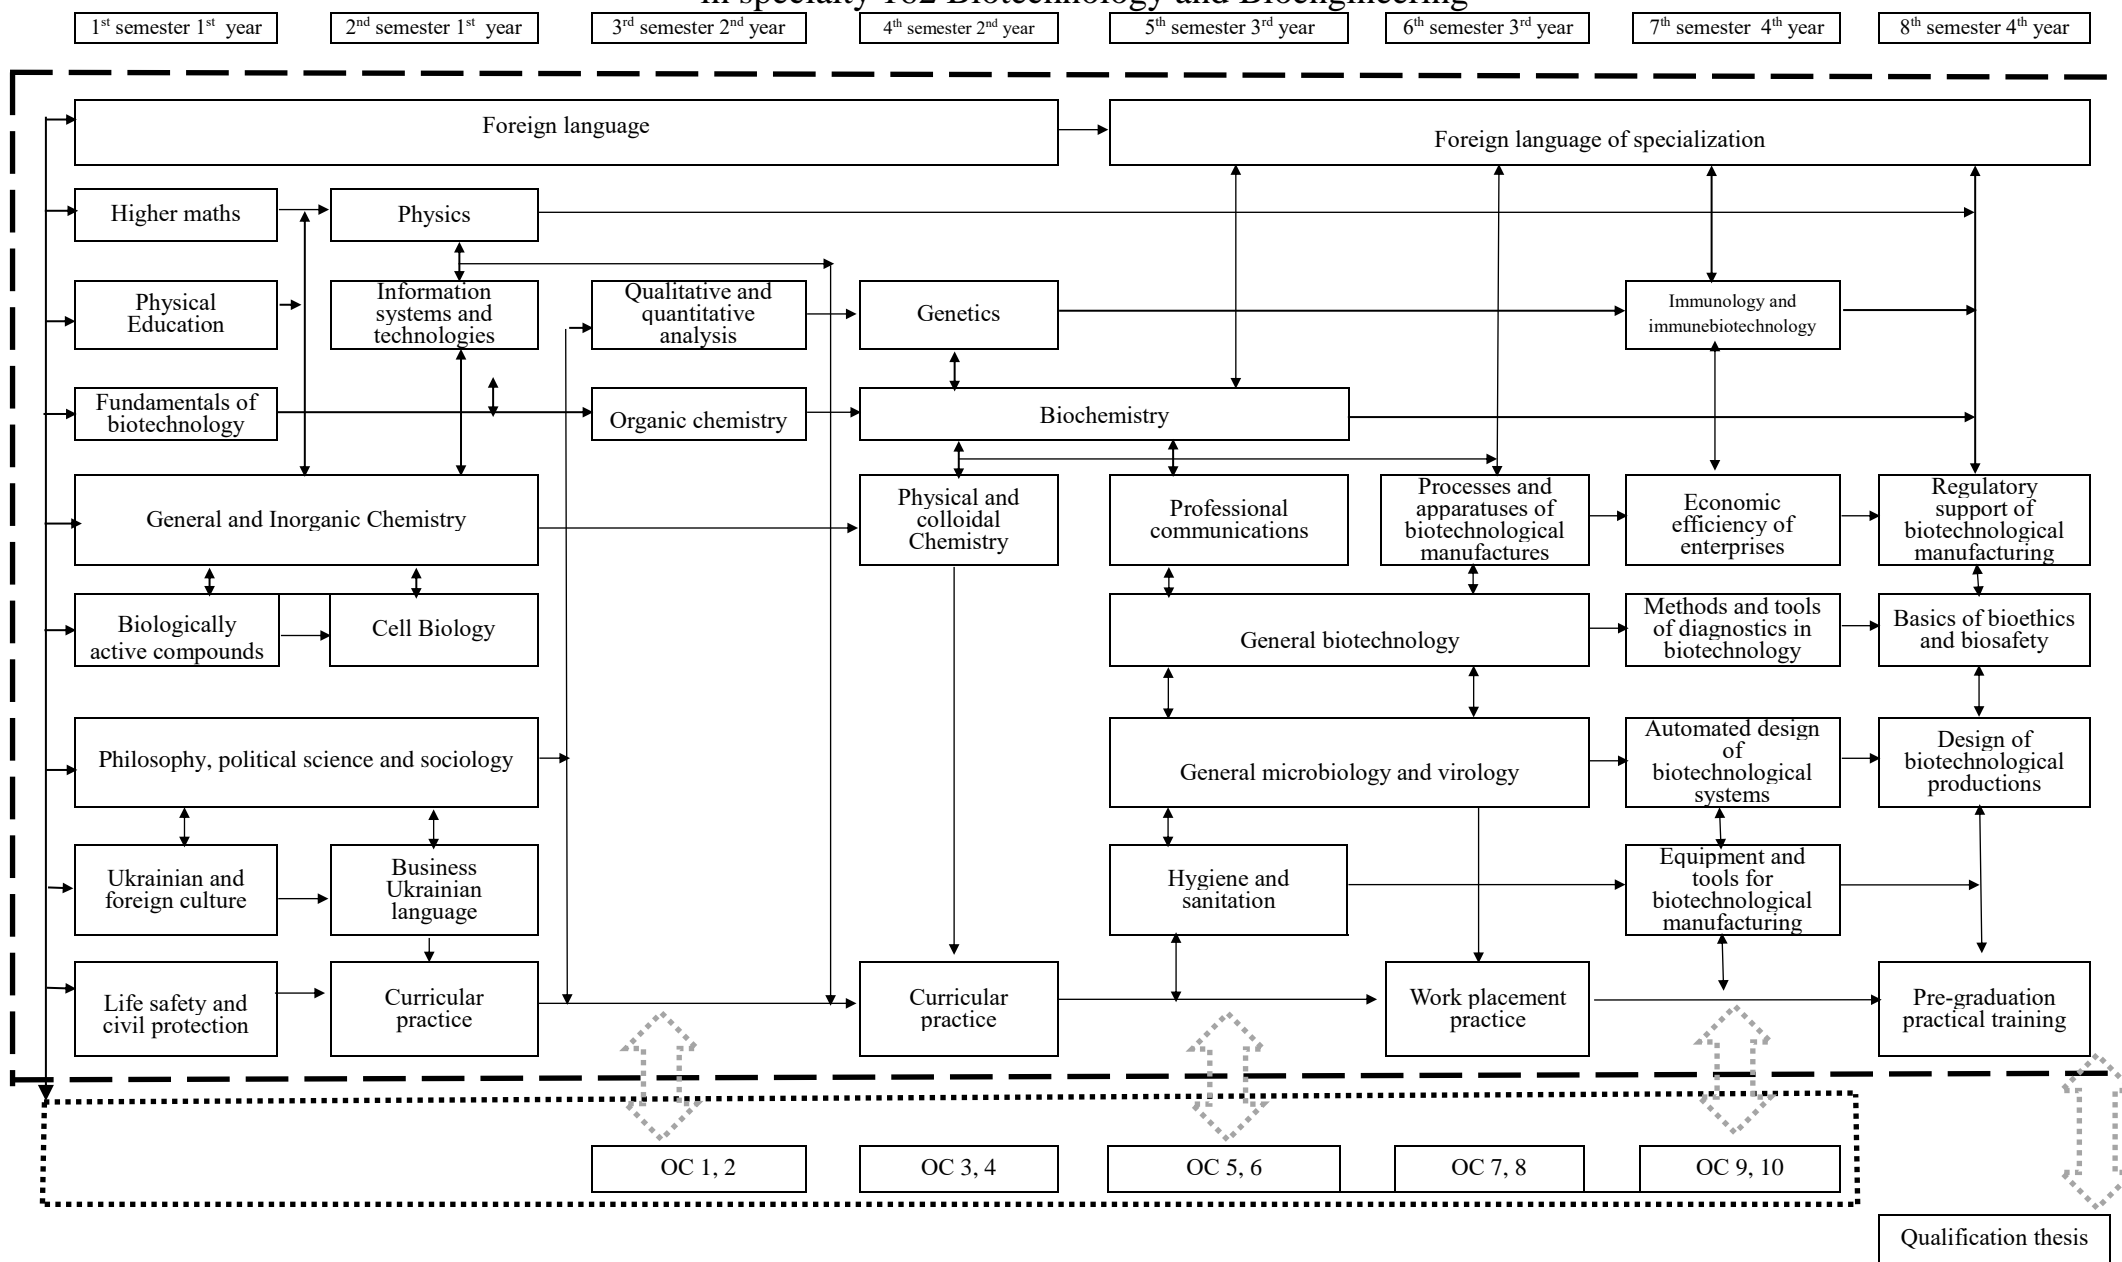 in specialty 162 Biotechnology and Bioengineering
1st semester 1st year
2nd semester 1st year
3rd semester 2nd year
4th semester 2nd year
5th semester 3rd year
6th semester 3rd year
7th semester 4th year
8th semester 4th year
Foreign language
Foreign language of specialization
Higher maths
Physics
Physical
Education
Information
systems and
technologies
Qualitative and
quantitative
analysis
Genetics
Immunology and
immunebiotechnology
Fundamentals of
biotechnology
Organic chemistry
Biochemistry
General and Inorganic Chemistry
Physical and
colloidal
Chemistry
Professional
communications
Processes and
apparatuses of
biotechnological
manufactures
Economic
efficiency of
enterprises
Regulatory
support of
biotechnological
manufacturing
Biologically
active compounds
Cell Biology
General biotechnology
Methods and tools
of diagnostics in
biotechnology
Basics of bioethics
and biosafety
Philosophy, political science and sociology
General microbiology and virology
Automated design
of
biotechnological
systems
Design of
biotechnological
productions
Ukrainian and
foreign culture
Business
Ukrainian
language
Hygiene and
sanitation
Equipment and
tools for
biotechnological
manufacturing
Life safety and
civil protection
Curricular
practice
Curricular
practice
Work placement
practice
Pre-graduation
practical training
OC 1, 2
OC 3, 4
OC 5, 6
OC 7, 8
OC 9, 10
Qualification thesis